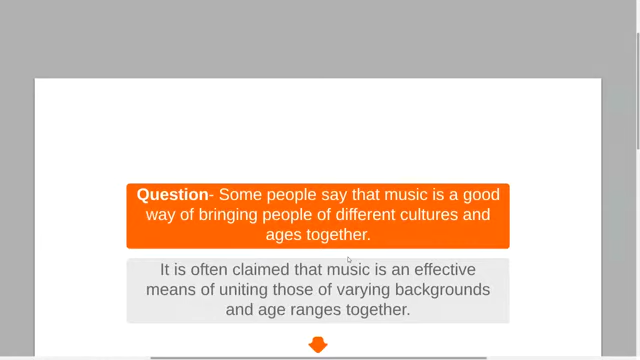 Question- Some people say that music is a good
way of bringing people of different cultures and
ages together.
It is often claimed that music is an effective
means of uniting those of varying backgrounds
and age ranges together.